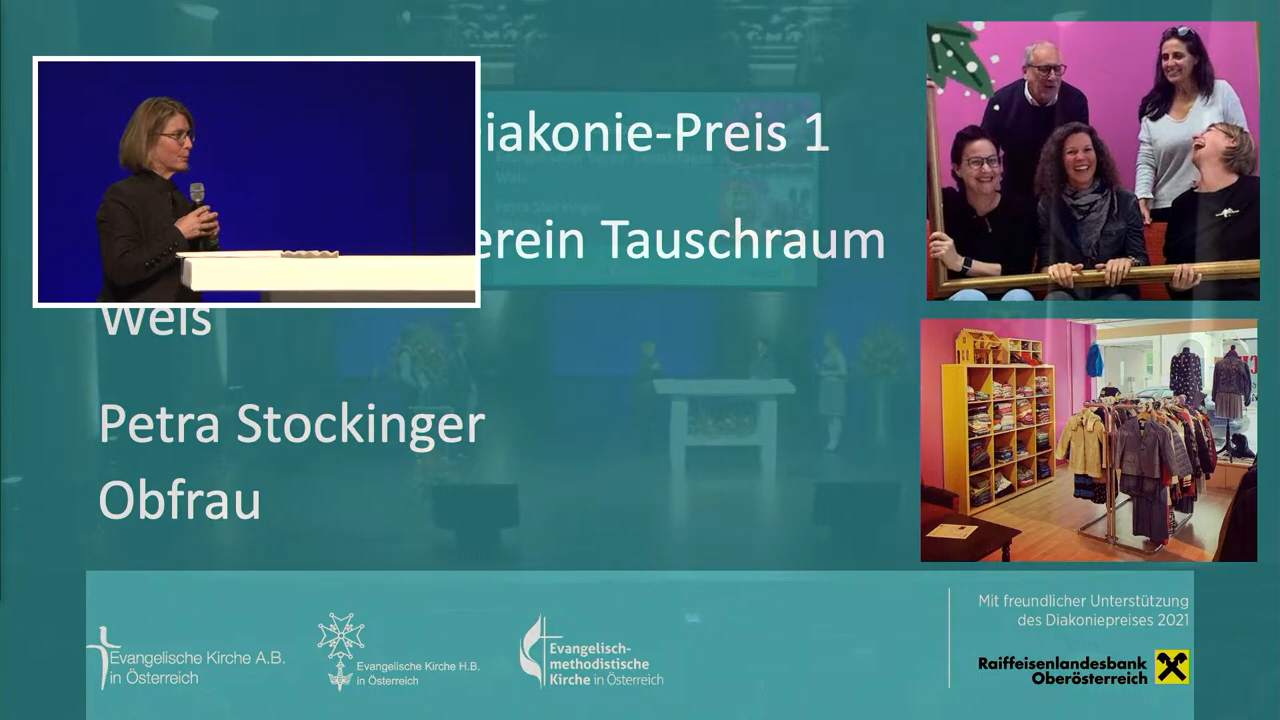 iakonie-Preis 1
erein Tauschraum
Wels
Petra Stockinger
Obfrau
Evangelische Kirche A.B.
in Österreich
Evangelische Kirche H.B.
in Österreich
Evangelisch-
methodistische
Kirche in Österreich
Mit freundlicher Unterstützung
des Diakoniepreises 2021
Raiffeisenlandesbank
Oberösterreich